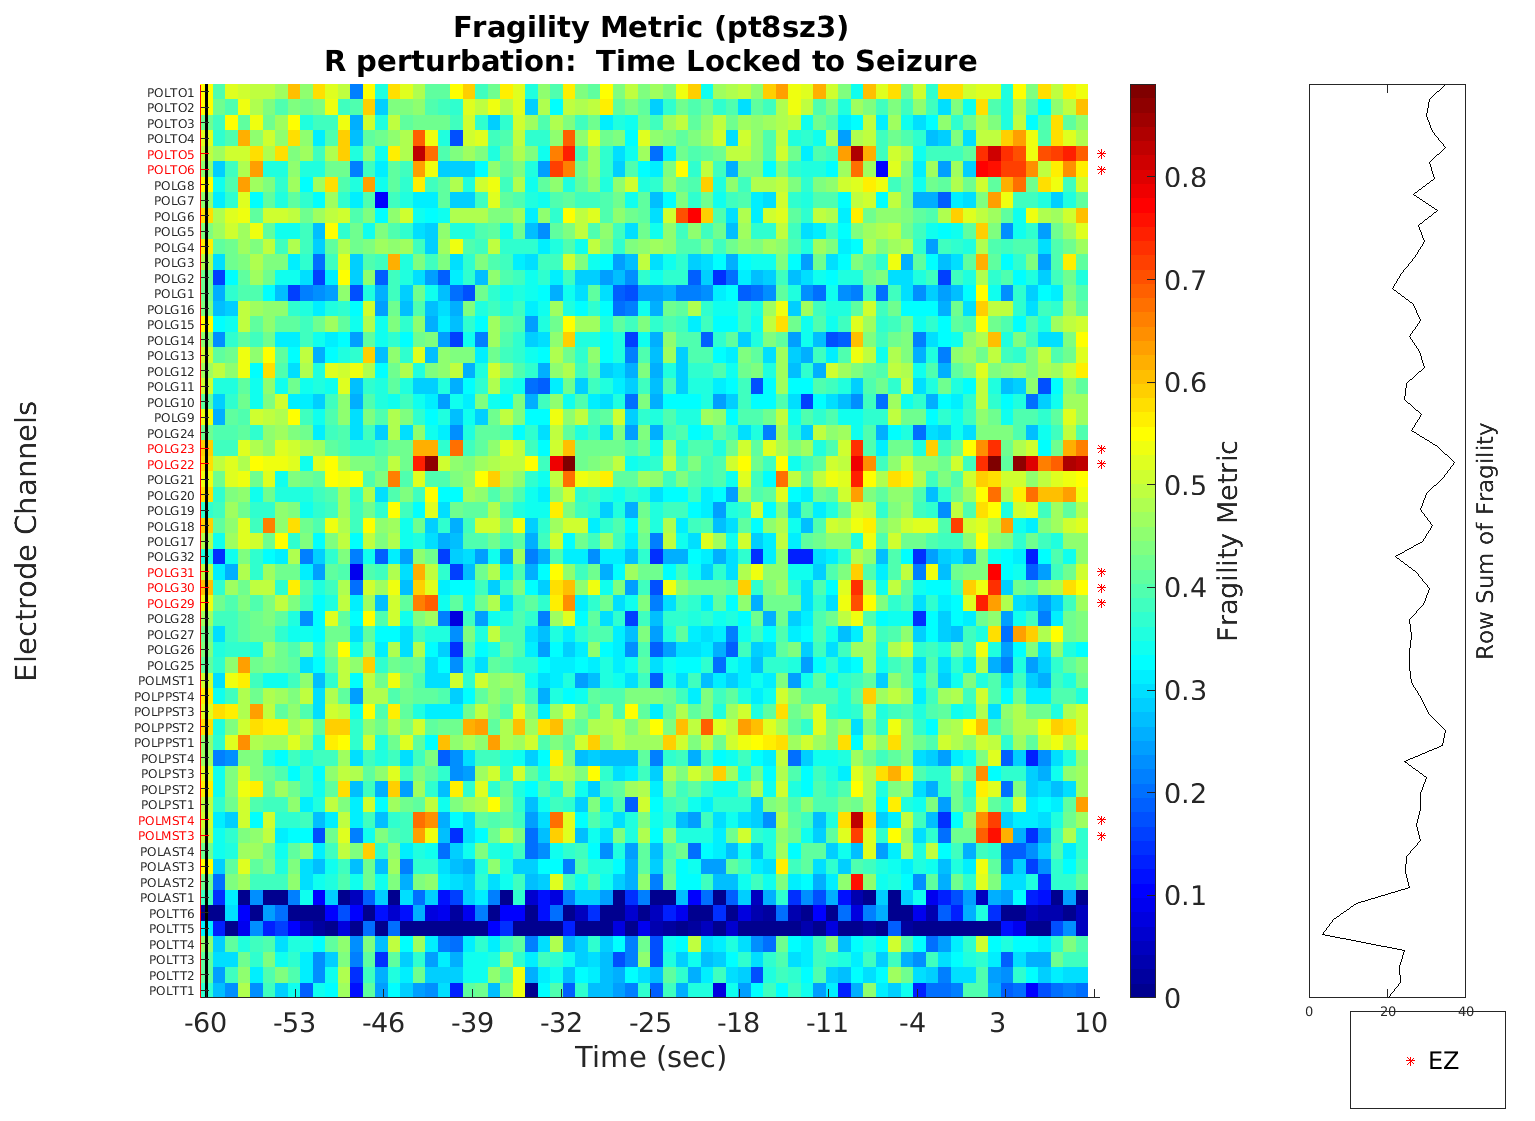 Fragility Metric (pt8sz3)
R perturbation:  Time Locked to Seizure
Electrode Channels
POLTO1
POLTO2
POLTO3
POLTO4
POLTO5
POLTO6
POLG8
POLG7
POLG6
POLG5
POLG4
POLG3
POLG2
POLG1
POLG16
POLG15
POLG14
POLG13
POLG12
POLG11
POLG10
POLG9
POLG24
POLG23
POLG22
POLG21
POLG20
POLG19
POLG18
POLG17
POLG32
POLG31
POLG30
POLG29
POLG28
POLG27
POLG26
POLG25
POLMST1
POLPPST4
POLPPST3
POLPPST2
POLPPST1
POLPST4
POLPST3
POLPST2
POLPST1
POLMST4
POLMST3
POLAST4
POLAST3
POLAST2
POLAST1
POLTT6
POLTT5
POLTT4
POLTT3
POLTT2
POLTT1
-60 -53 -46 -39 -32 -25 -18 -11 -4 3 10
Time (sec)
0.8
0.7
0.6
0.5
0.4
0.3
0.2
0.1
0
Fragility Metric
0 20 40
Row Sum of Fragility
EZ